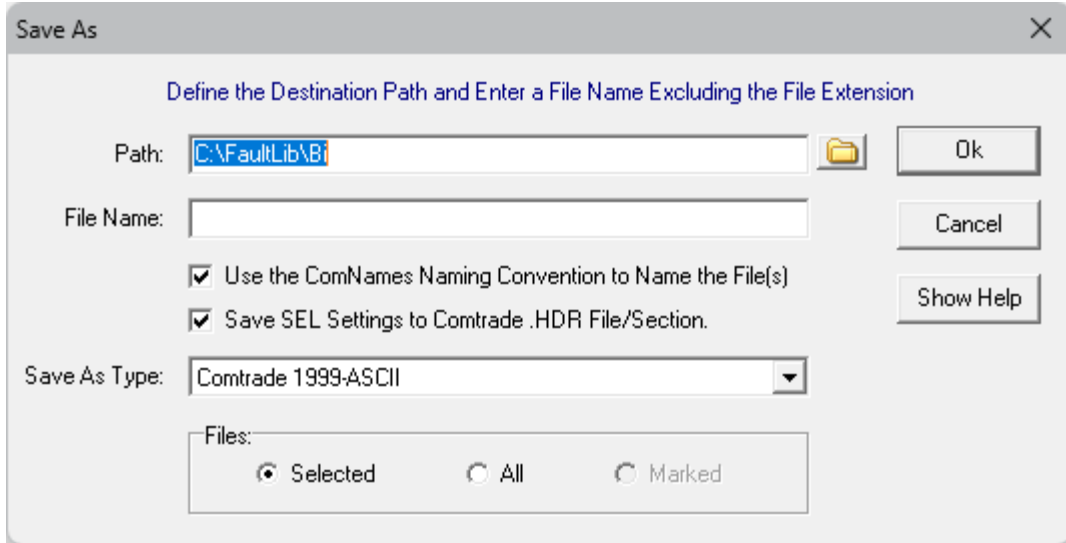 Save As
Define the Destination Path and Enter a File Name Excluding the File Extension
Path: C:\FaultLib\Bi
Ok
File Name:
Cancel
Use the ComNames Naming Convention to Name the File(s)
Show Help
Save SEL Settings to Comtrade .HDR File/Section.
Save As Type: Comtrade 1999-ASCII
Files:
Selected All Marked